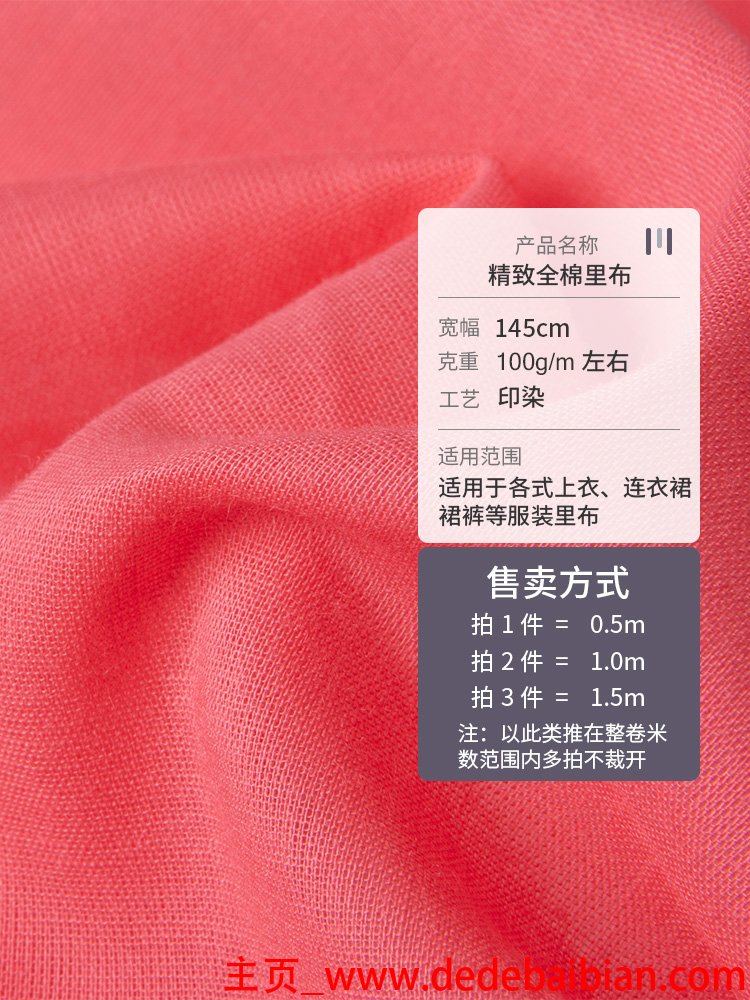 产品名称
精致全棉里布
宽幅 145cm
克重 100g/m 左右
工艺 印染
适用范围
适用于各式上衣、连衣裙
裙裤等服装里布
售卖方式
拍 1 件 = 0.5m
拍 2 件 = 1.0m
拍 3 件 = 1.5m
注：以此类推在整卷米
数范围内多拍不裁开
主页_www.dedebaibian.com